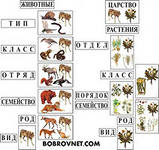 ЖИВОТНЫЕ
ЦАРСТВО
РАСТЕНИЯ
ТИП
ОТДЕЛ
КЛАСС
КЛАСС
ОТРЯД
ПОРЯДОК
СЕМЕЙСТВО
СЕМЕЙСТВО
РОД
РОД
ВИД
ВИД
BOBROVNET.COM